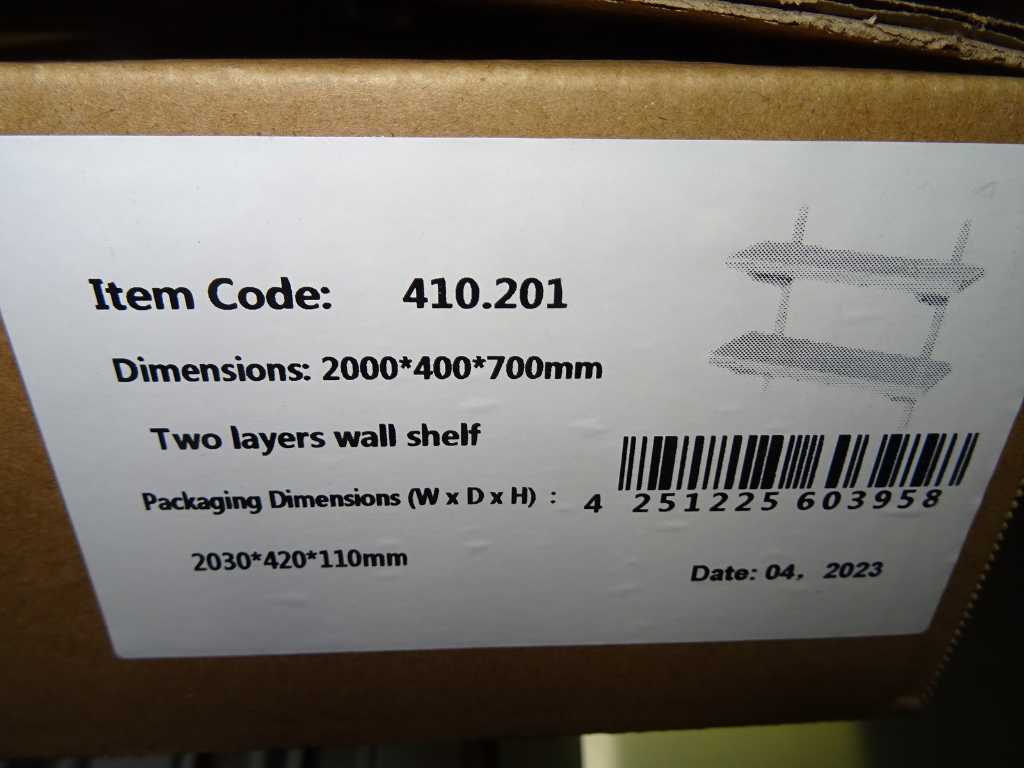 Item Code: 410.201
Dimensions: 2000*400*700mm
Two layers wall shelf
Packaging Dimensions (W x D x H) :
4 251225 603958
2030*420*110mm
Date: 04, 2023